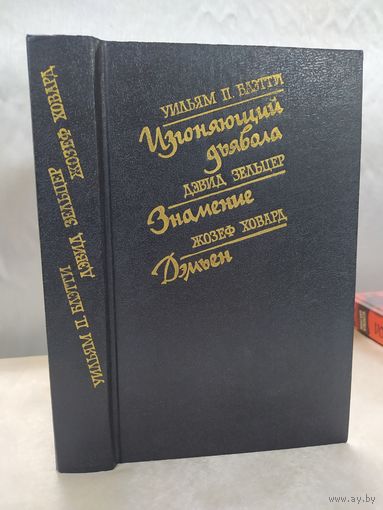 УИЛЬЯМ П. БЛЭТТИ
Изгоняющий
дьявола
ДЭВИД ЗЕЛЬЦЕР
Знамение
ЖОЗЕФ ХОВАРД
Дэмьен
УИЛЬЯМ П. БЛЭТТИ ДЭВИД ЗЕЛЬЦЕР ЖОЗЕФ ХОВАРД
www.ay.by